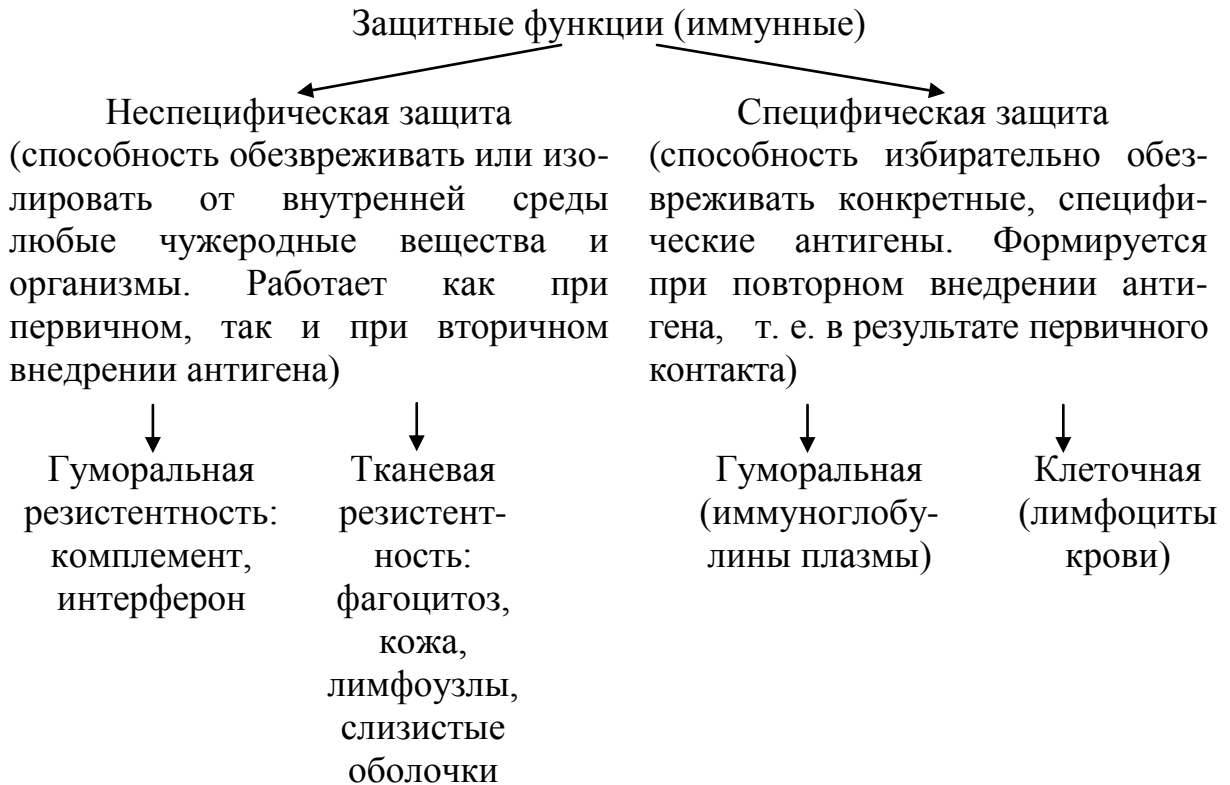 Защитные функции (иммунные)
Неспецифическая защита
(способность обезвреживать или изо-
лировать от внутренней среды
любые чужеродные вещества и
организмы. Работает как при
первичном, так и при вторичном
внедрении антигена)
Специфическая защита
(способность избирательно обез-
вреживать конкретные, специфи-
ческие антигены. Формируется
при повторном внедрении анти-
гена, т. е. в результате первичного
контакта)
Гуморальная
резистентность:
комплемент,
интерферон
Тканевая
резистент-
ность:
фагоцитоз,
кожа,
лимфоузлы,
слизистые
оболочки
Гуморальная
(иммуноглобу-
лины плазмы)
Клеточная
(лимфоциты
крови)